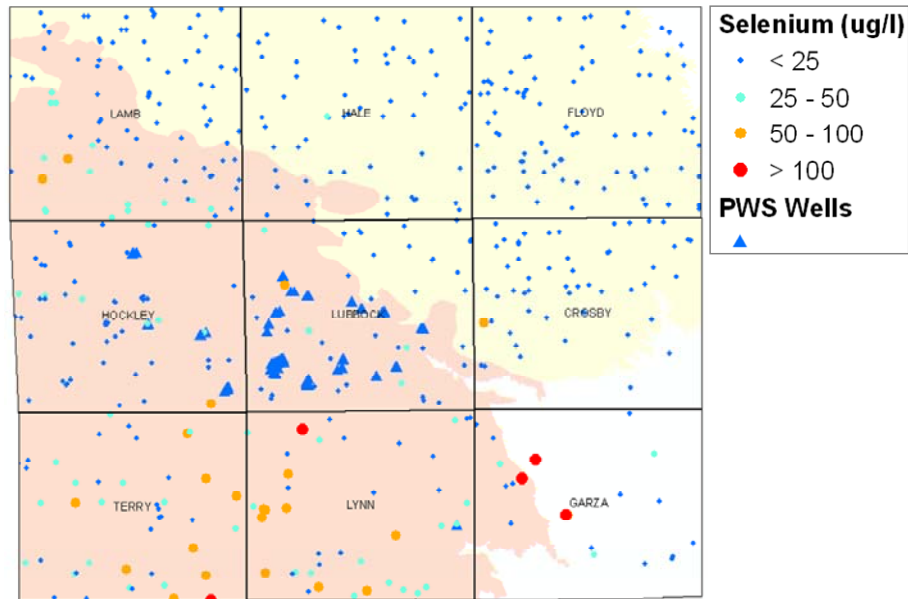 Selenium (ug/l)
< 25
25 - 50
50 - 100
> 100
PWS Wells
LAMB
HALE
FLOYD
HOCKLEY
LUBBOCK
CROSBY
TERRY
LYNN
GARZA